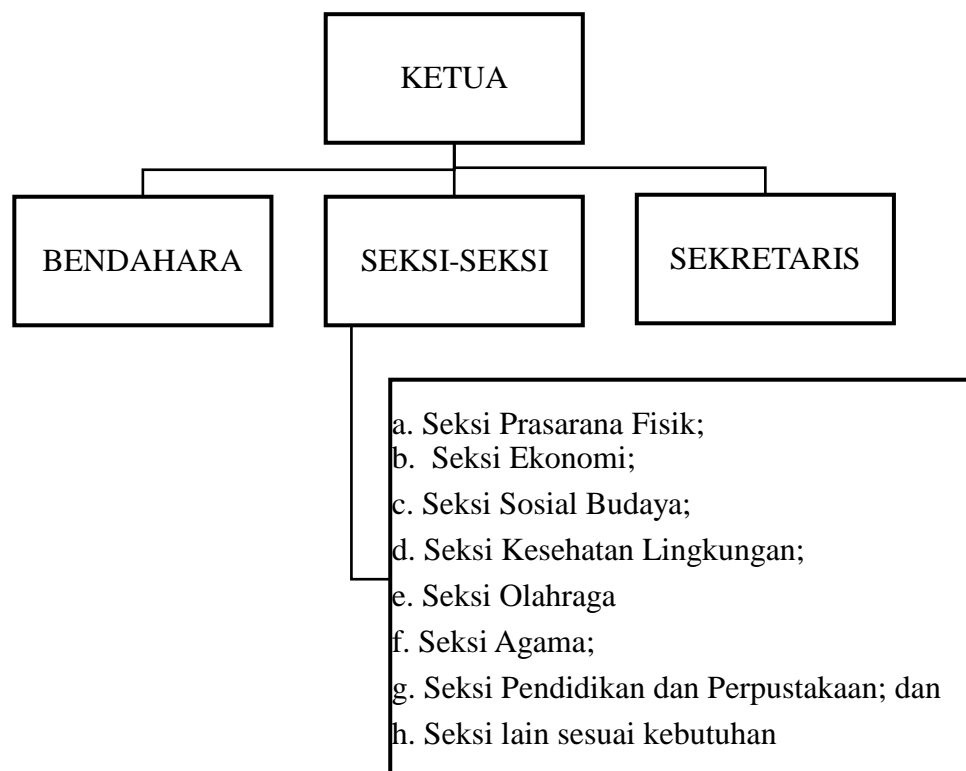 KETUA
BENDAHARA
SEKSI-SEKSI
SEKRETARIS
a. Seksi Prasarana Fisik;
b. Seksi Ekonomi;
c. Seksi Sosial Budaya;
d. Seksi Kesehatan Lingkungan;
e. Seksi Olahraga
f. Seksi Agama;
g. Seksi Pendidikan dan Perpustakaan; dan
h. Seksi lain sesuai kebutuhan